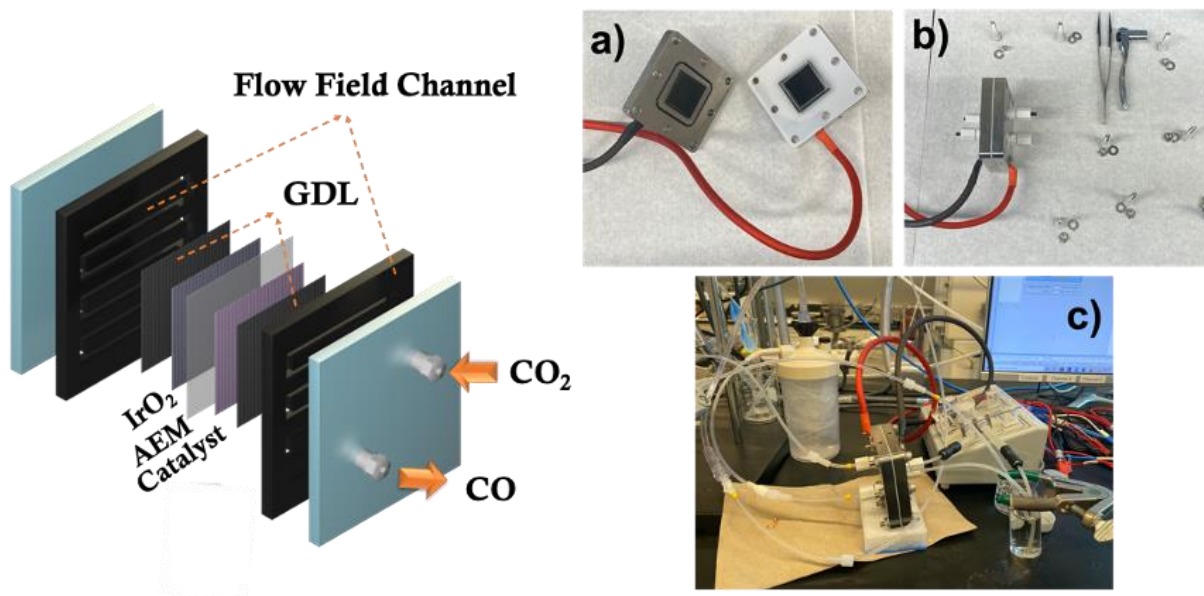 Flow Field Channel
GDL
IrO₂
AEM
Catalyst
CO₂
CO
a)
b)
c)